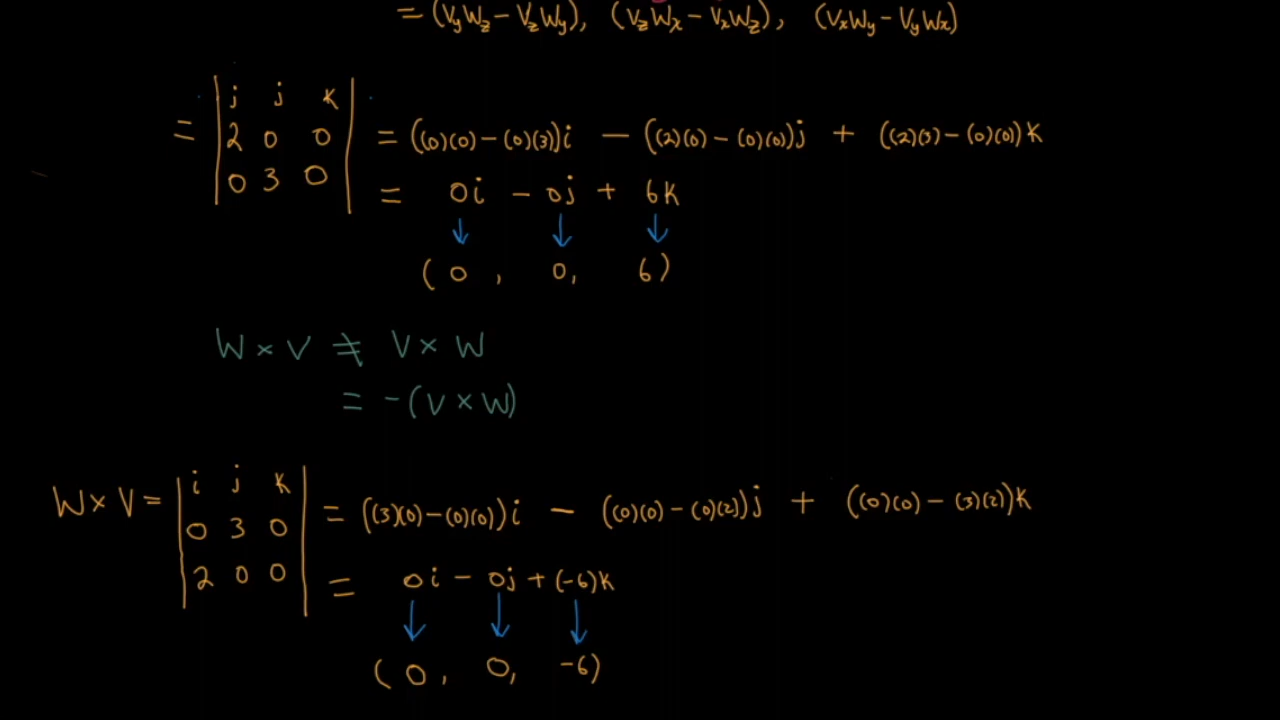 = (VyWz - VzWy), (VzWx - VxWz), (VxWy - VyWx)
= | j j k |
| 2 0 0 |
| 0 3 0 |
= ((0)(0) - (0)(3))i - ((2)(0) - (0)(0))j + ((2)(3) - (0)(0))k
= 0i - 0j + 6k
↓ ↓ ↓
( 0 , 0, 6)
W × V ≠ V × W
= -(V × W)
W × V = | i j k |
| 0 3 0 |
| 2 0 0 |
= ((3)(0) - (0)(0))i - ((0)(0) - (0)(2))j + ((0)(0) - (3)(2))k
= 0i - 0j + (-6)k
↓ ↓ ↓
( 0, 0, -6)